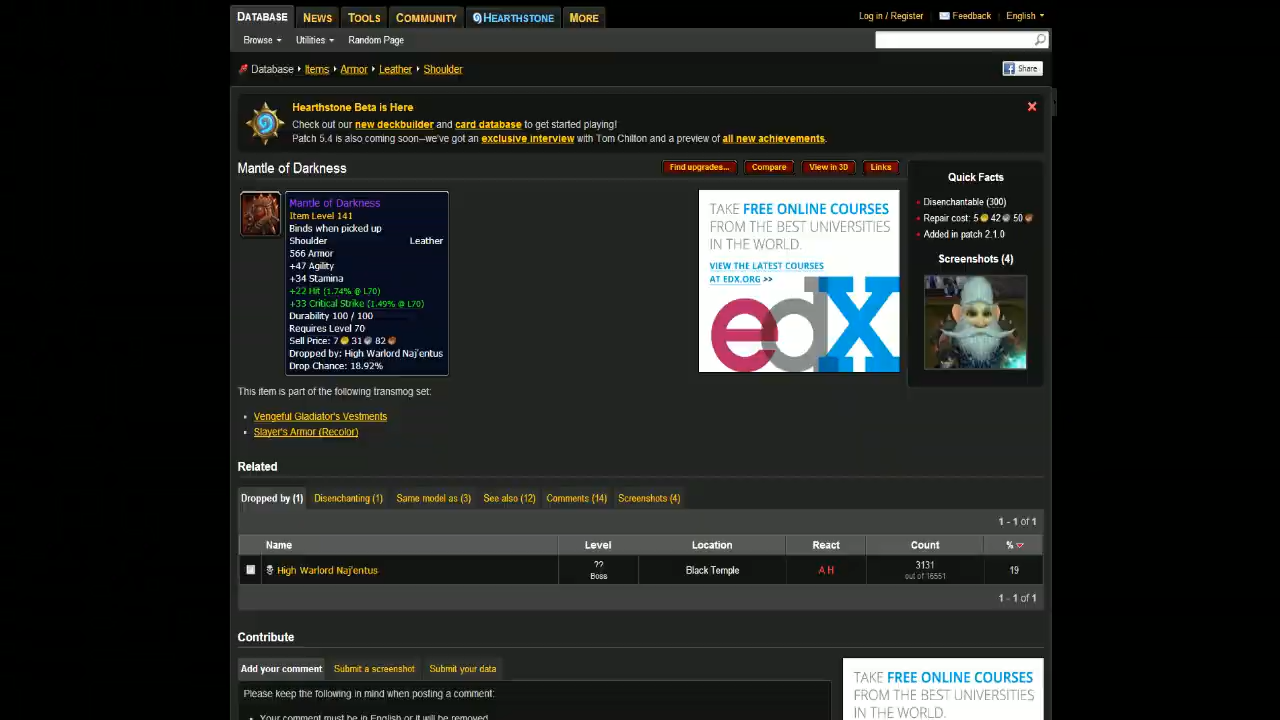 DATABASE NEWS TOOLS COMMUNITY HEARTHSTONE MORE
Log in / Register Feedback English
Browse Utilities Random Page
Database Items Armor Leather Shoulder
Share
Hearthstone Beta is Here
Check out our new deckbuilder and card database to get started playing!
Patch 5.4 is also coming soon--we've got an exclusive interview with Tom Chilton and a preview of all new achievements.
Mantle of Darkness
Find upgrades... Compare View in 3D Links
Mantle of Darkness
Item Level 141
Binds when picked up
Shoulder Leather
566 Armor
+47 Agility
+34 Stamina
+22 Hit (1.74% @ L70)
+33 Critical Strike (1.49% @ L70)
Durability 100 / 100
Requires Level 70
Sell Price: 7 31 82
Dropped by: High Warlord Naj'entus
Drop Chance: 18.92%
TAKE FREE ONLINE COURSES
FROM THE BEST UNIVERSITIES
IN THE WORLD.
VIEW THE LATEST COURSES
AT EDX.ORG >>
edX
Quick Facts
Disenchantable (300)
Repair cost: 5 42 50
Added in patch 2.1.0
Screenshots (4)
This item is part of the following transmog set:
Vengeful Gladiator's Vestments
Slayer's Armor (Recolor)
Related
Dropped by (1) Disenchanting (1) Same model as (3) See also (12) Comments (14) Screenshots (4)
1 - 1 of 1
Name Level Location React Count %
High Warlord Naj'entus ?? Black Temple A H 3131 19
Boss out of 16551
1 - 1 of 1
Contribute
Add your comment Submit a screenshot Submit your data
Please keep the following in mind when posting a comment:
Your comment must be in English or it will be removed.
TAKE FREE ONLINE COURSES
FROM THE BEST UNIVERSITIES
IN THE WORLD.